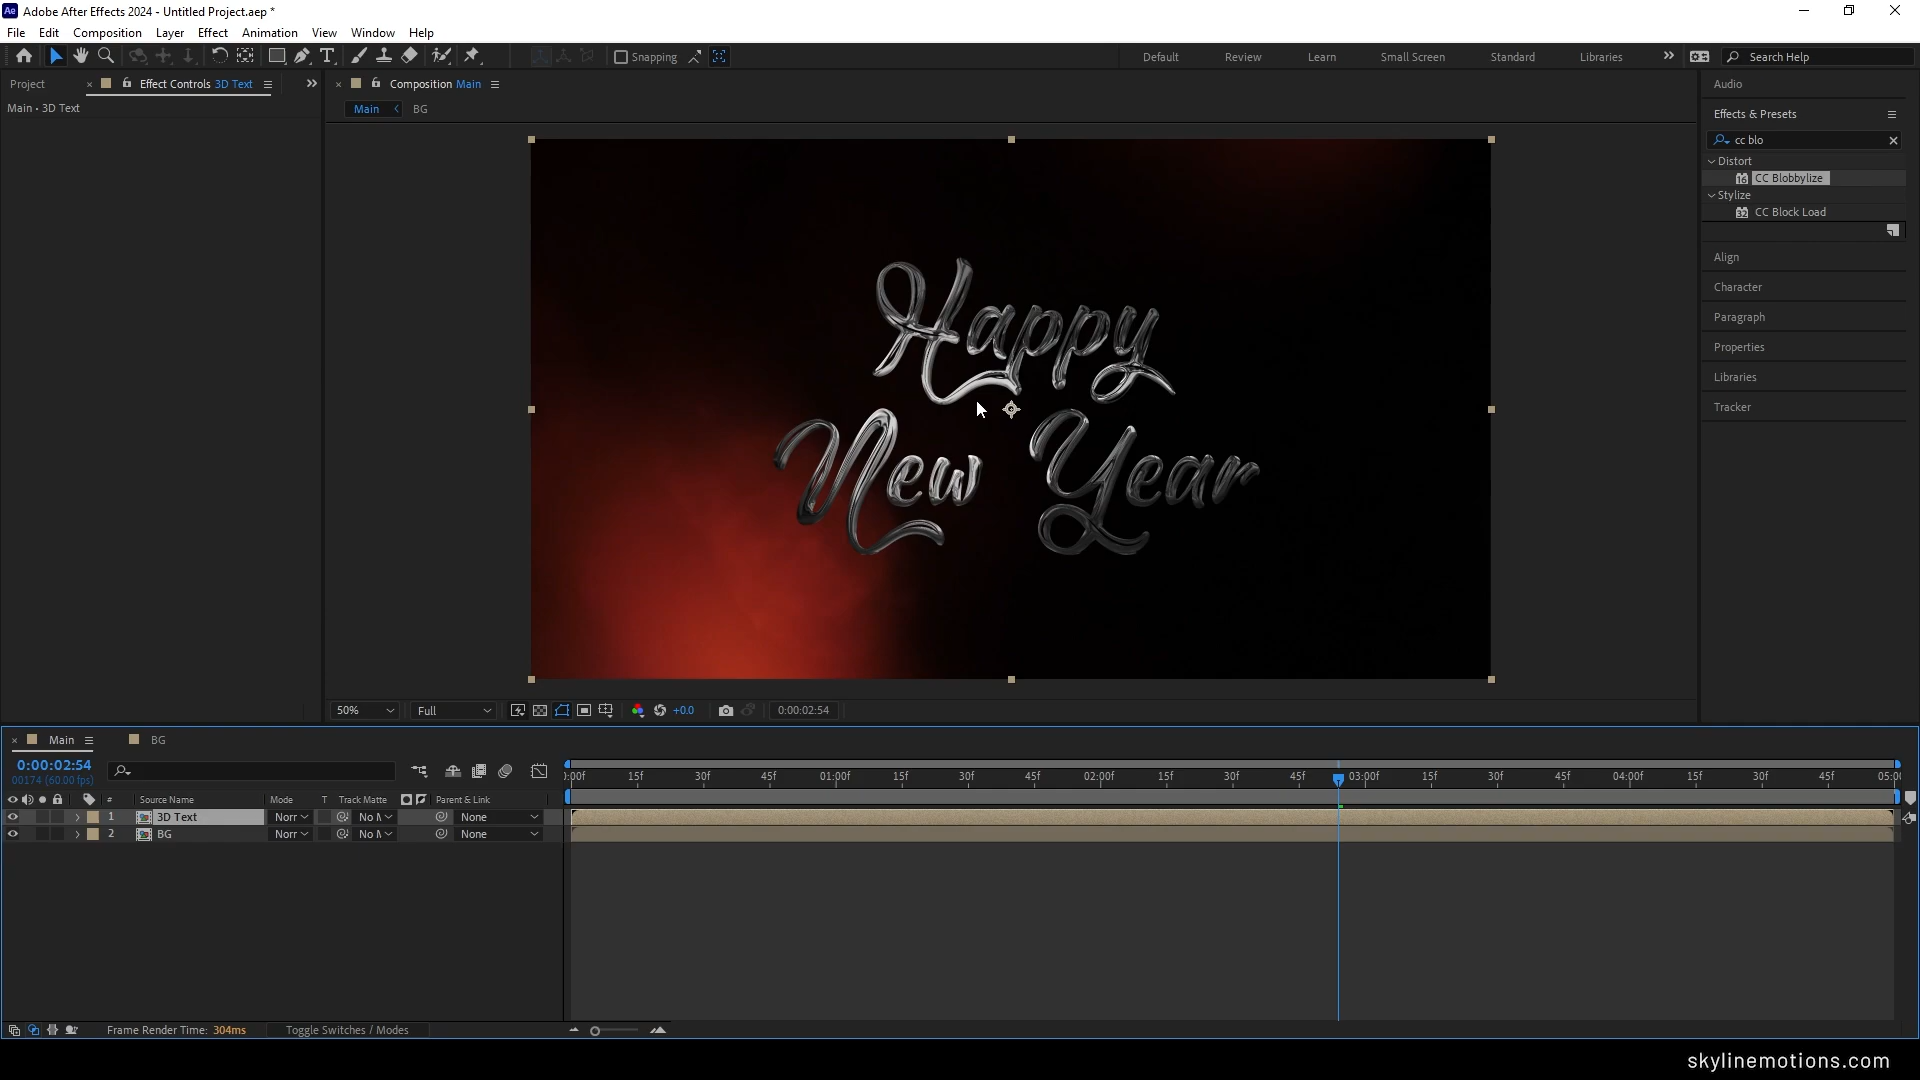 Adobe After Effects 2024 - Untitled Project.aep *
File Edit Composition Layer Effect Animation View Window Help
Snapping Default Review Learn Small Screen Standard Libraries Search Help
Project Effect Controls 3D Text Composition Main Audio
Main • 3D Text
Main BG
Effects & Presets
cc blo
Distort
CC Blobbylize
Stylize
CC Block Load
Align
Character
Paragraph
Properties
Libraries
Tracker
Happy
New Year
50% Full +0.0 0:00:02:54
Main BG
0:00:02:54
00174 (60.00 fps)
0:00f 15f 30f 45f 01:00f 15f 30f 45f 02:00f 15f 30f 45f 03:00f 15f 30f 45f 04:00f 15f 30f 45f 05:00
# Source Name Mode T Track Matte Parent & Link
1 3D Text Norr No M None
2 BG Norr No M None
Frame Render Time: 304ms Toggle Switches / Modes
skylinemotions.com